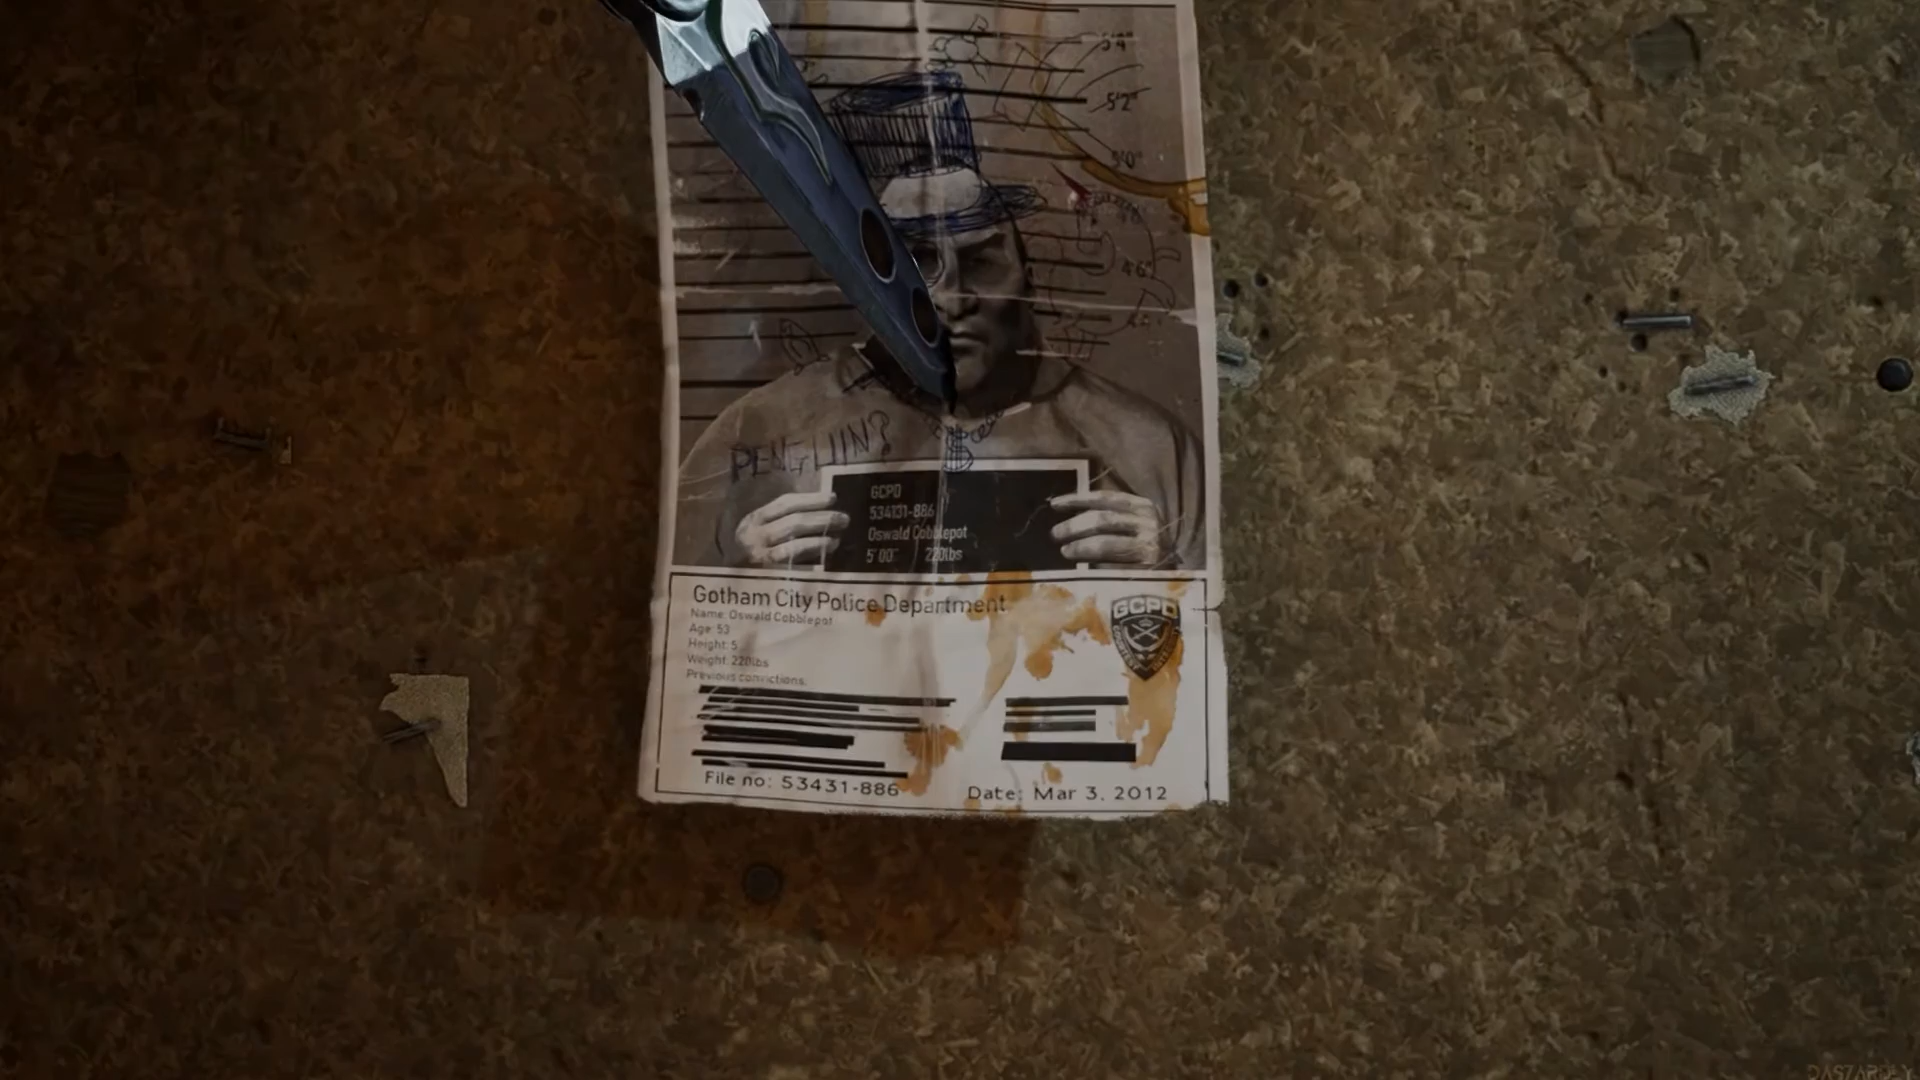 5'4"
5'2"
5'0"
4'6"
PENGUIN?
$
GCPD
534131-886
Oswald Cobblepot
5' 00" 220lbs
Gotham City Police Department
Name: Oswald Cobblepot
Age: 53
Height: 5
Weight: 220lbs
Previous convictions:
GCPD
File no: 53431-886
Date: Mar 3, 2012